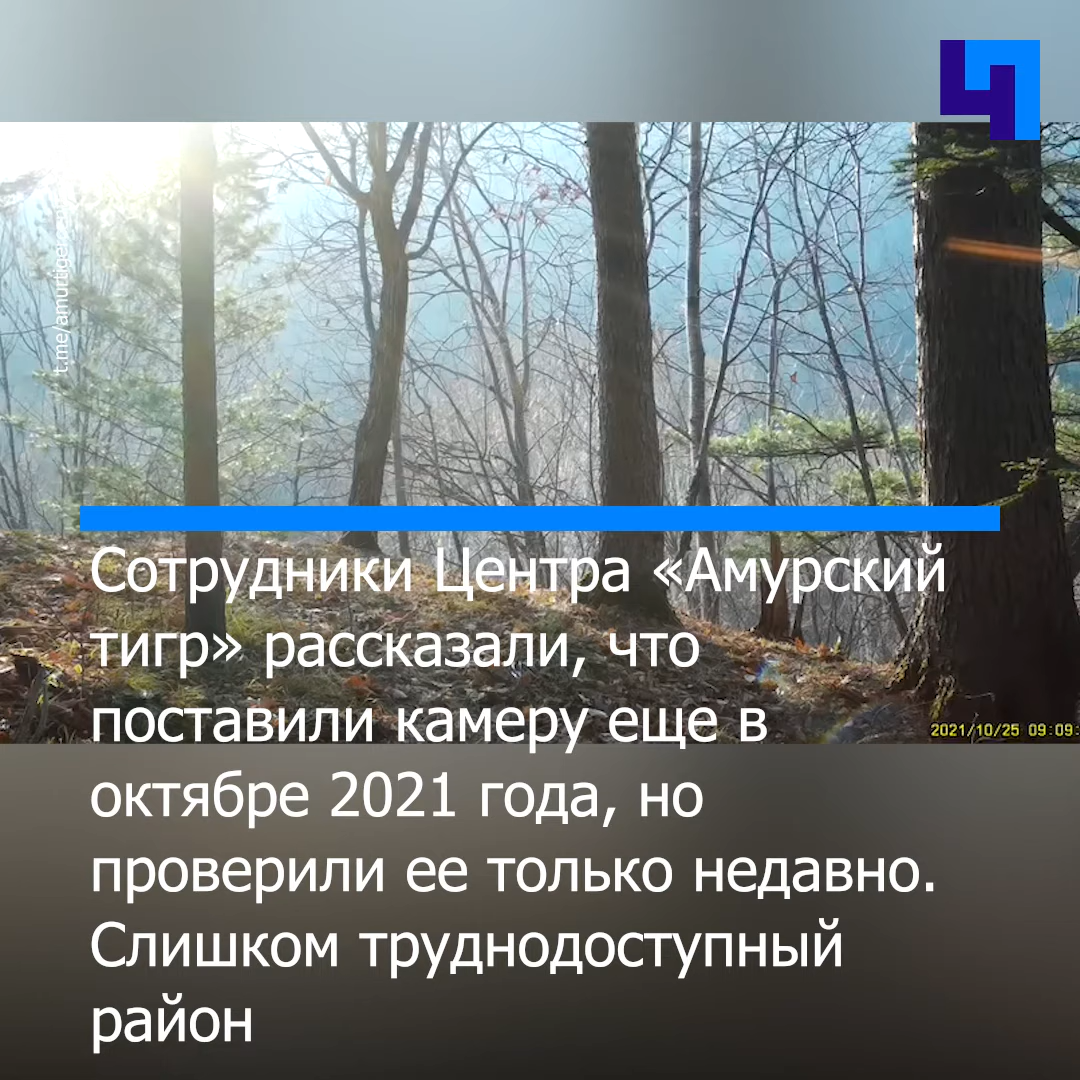 t.me/amurtiger
Сотрудники Центра «Амурский
тигр» рассказали, что
поставили камеру еще в
октябре 2021 года, но
проверили ее только недавно.
Слишком труднодоступный
район
2021/10/25 09:09: